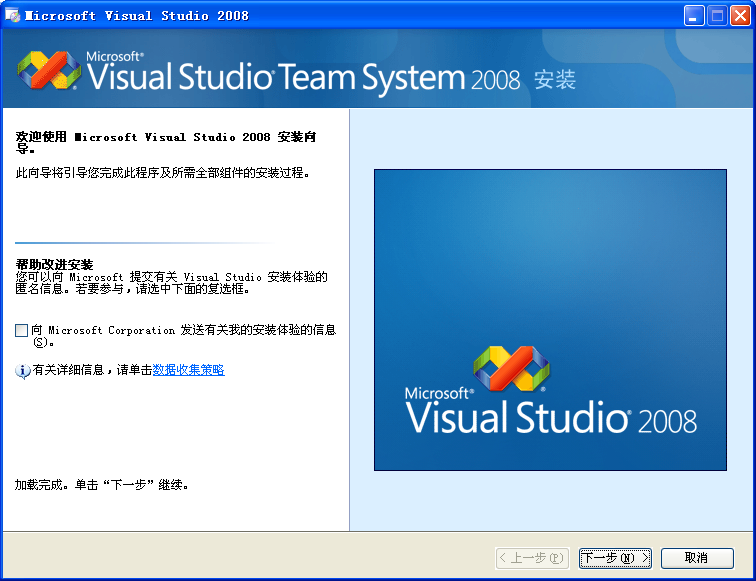 Microsoft Visual Studio 2008
Microsoft®
Visual Studio Team System 2008 安装
欢迎使用 Microsoft Visual Studio 2008 安装向
导。
此向导将引导您完成此程序及所需全部组件的安装过程。
帮助改进安装
您可以向 Microsoft 提交有关 Visual Studio 安装体验的
匿名信息。若要参与，请选中下面的复选框。
向 Microsoft Corporation 发送有关我的安装体验的信息
(S)。
有关详细信息，请单击数据收集策略
加载完成。单击“下一步”继续。
Microsoft®
Visual Studio® 2008
< 上一步(P)
下一步(N) >
取消